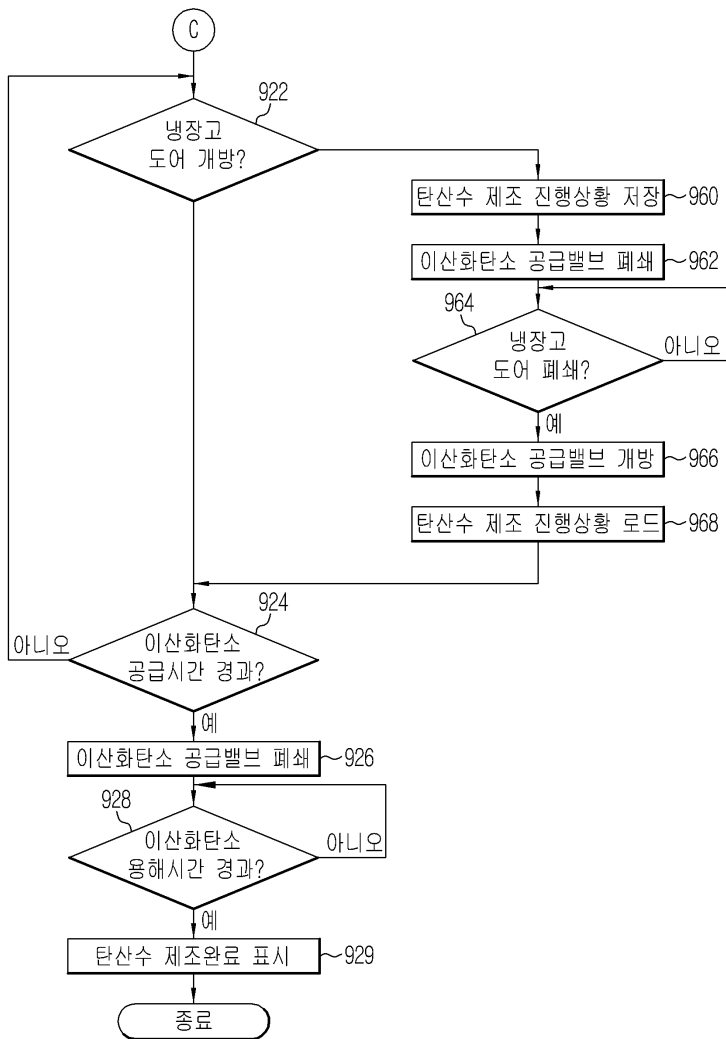 C
922
냉장고
도어 개방?
탄산수 제조 진행상황 저장
960
이산화탄소 공급밸브 폐쇄
962
964
냉장고
도어 폐쇄?
아니오
예
이산화탄소 공급밸브 개방
966
탄산수 제조 진행상황 로드
968
924
아니오
이산화탄소
공급시간 경과?
예
이산화탄소 공급밸브 폐쇄
926
928
이산화탄소
용해시간 경과?
아니오
예
탄산수 제조완료 표시
929
종료